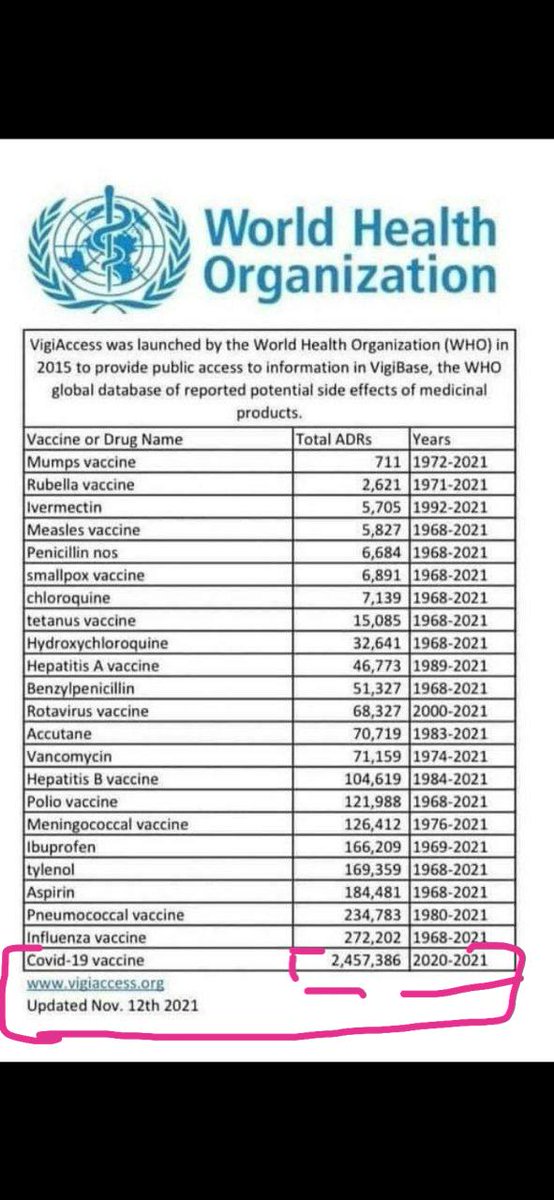 World Health
Organization
VigiAccess was launched by the World Health Organization (WHO) in
2015 to provide public access to information in VigiBase, the WHO
global database of reported potential side effects of medicinal
products.
Vaccine or Drug Name Total ADRs Years
Mumps vaccine 711 1972-2021
Rubella vaccine 2,621 1971-2021
Ivermectin 5,705 1992-2021
Measles vaccine 5,827 1968-2021
Penicillin nos 6,684 1968-2021
smallpox vaccine 6,891 1968-2021
chloroquine 7,139 1968-2021
tetanus vaccine 15,085 1968-2021
Hydroxychloroquine 32,641 1968-2021
Hepatitis A vaccine 46,773 1989-2021
Benzylpenicillin 51,327 1968-2021
Rotavirus vaccine 68,327 2000-2021
Accutane 70,719 1983-2021
Vancomycin 71,159 1974-2021
Hepatitis B vaccine 104,619 1984-2021
Polio vaccine 121,988 1968-2021
Meningococcal vaccine 126,412 1976-2021
Ibuprofen 166,209 1969-2021
tylenol 169,359 1968-2021
Aspirin 184,481 1968-2021
Pneumococcal vaccine 234,783 1980-2021
Influenza vaccine 272,202 1968-2021
Covid-19 vaccine 2,457,386 2020-2021
www.vigiaccess.org
Updated Nov. 12th 2021